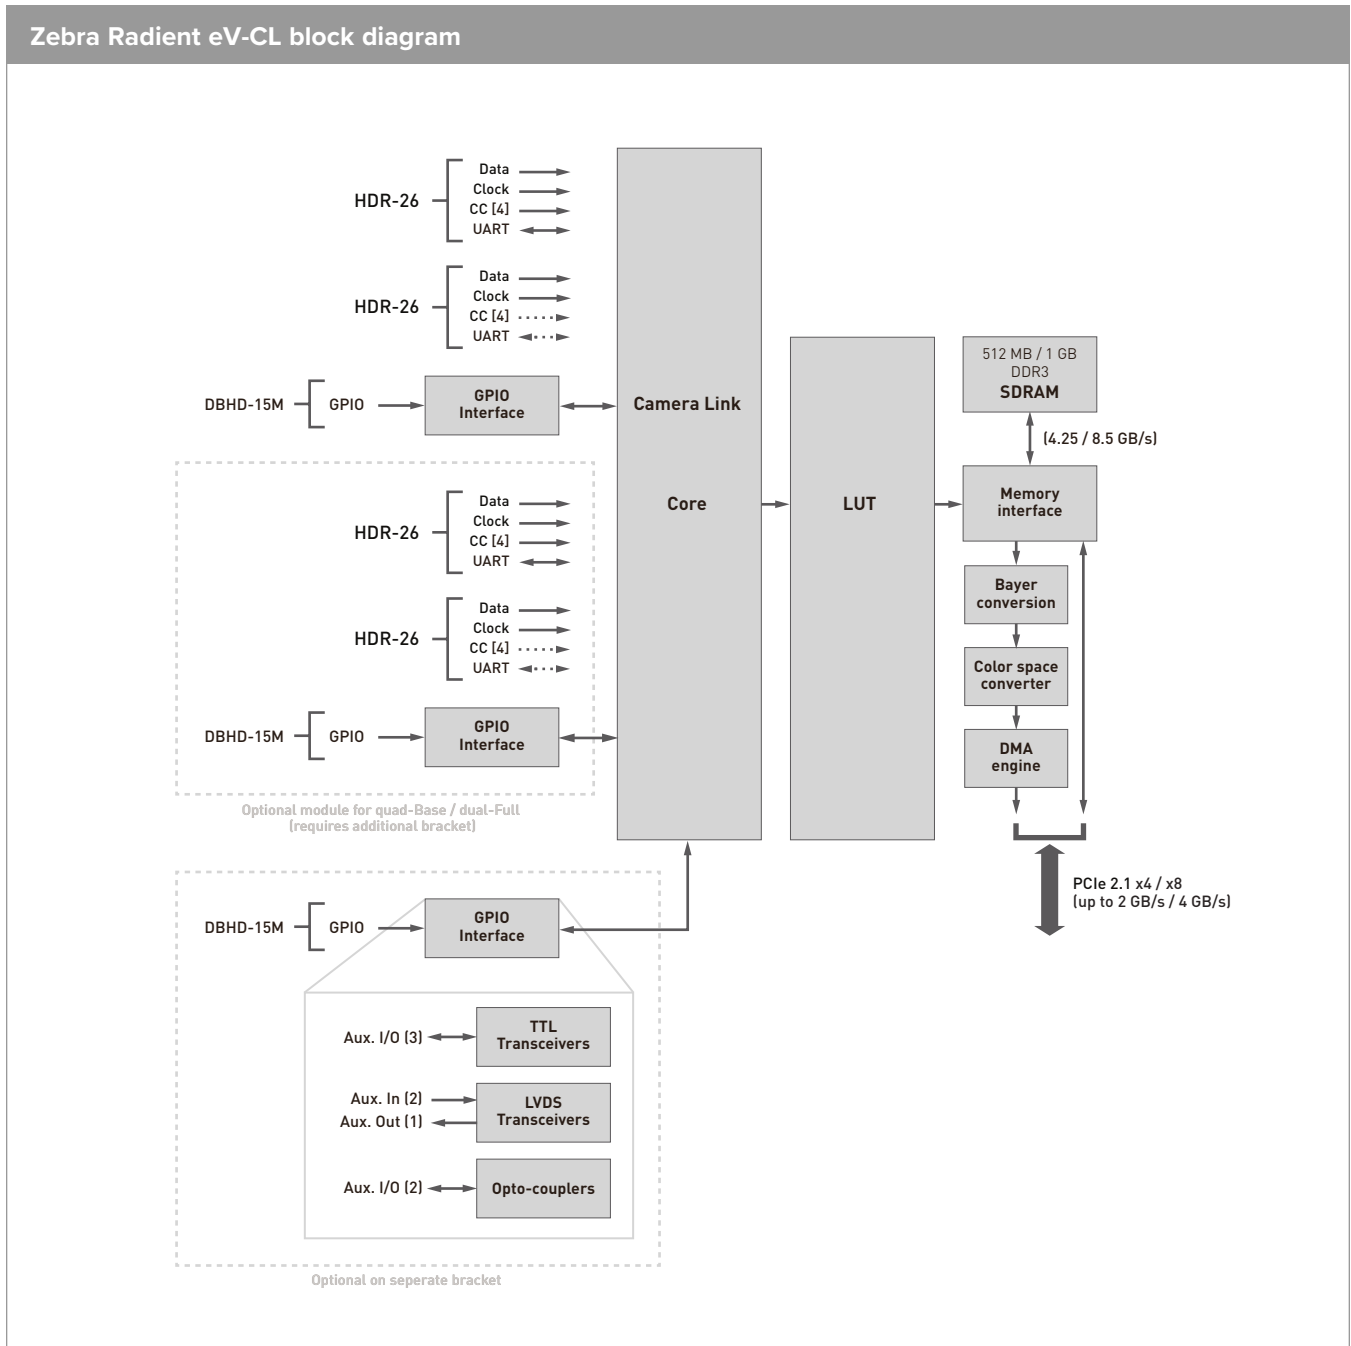 Zebra Radient eV-CL block diagram
HDR-26
Data
Clock
CC [4]
UART
HDR-26
Data
Clock
CC [4]
UART
DBHD-15M
GPIO
GPIO
Interface
HDR-26
Data
Clock
CC [4]
UART
HDR-26
Data
Clock
CC [4]
UART
DBHD-15M
GPIO
GPIO
Interface
Optional module for quad-Base / dual-Full
(requires additional bracket)
Camera Link
Core
LUT
512 MB / 1 GB
DDR3
SDRAM
(4.25 / 8.5 GB/s)
Memory
interface
Bayer
conversion
Color space
converter
DMA
engine
PCIe 2.1 x4 / x8
(up to 2 GB/s / 4 GB/s)
DBHD-15M
GPIO
GPIO
Interface
Aux. I/O (3)
TTL
Transceivers
Aux. In (2)
Aux. Out (1)
LVDS
Transceivers
Aux. I/O (2)
Opto-couplers
Optional on seperate bracket